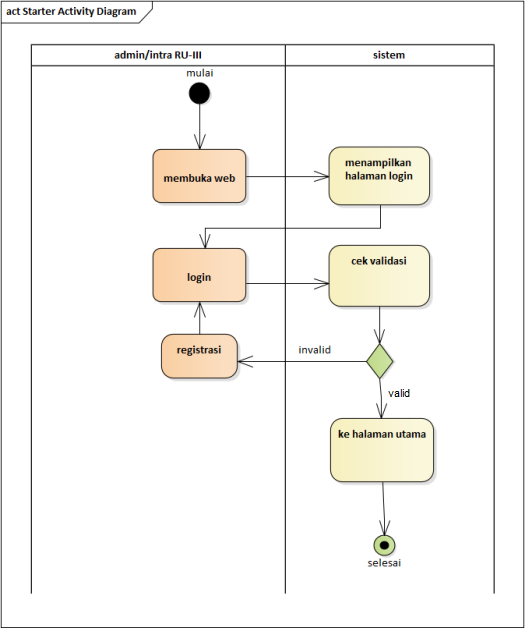 act Starter Activity Diagram
admin/intra RU-III
sistem
mulai
membuka web
menampilkan
halaman login
login
cek validasi
registrasi
invalid
valid
ke halaman utama
selesai